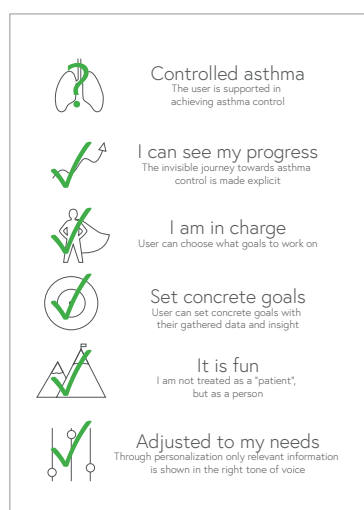 ?
Controlled asthma
The user is supported in
achieving asthma control
I can see my progress
The invisible journey towards asthma
control is made explicit
I am in charge
User can choose what goals to work on
Set concrete goals
User can set concrete goals with
their gathered data and insight
It is fun
I am not treated as a "patient",
but as a person
Adjusted to my needs
Through personalization only relevant information
is shown in the right tone of voice